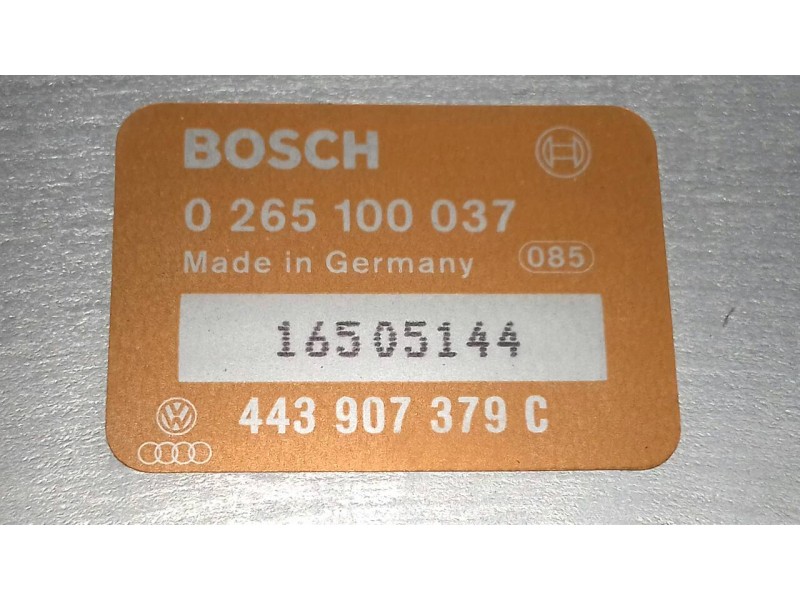 BOSCH
0 265 100 037
Made in Germany 085
16505144
443 907 379 C